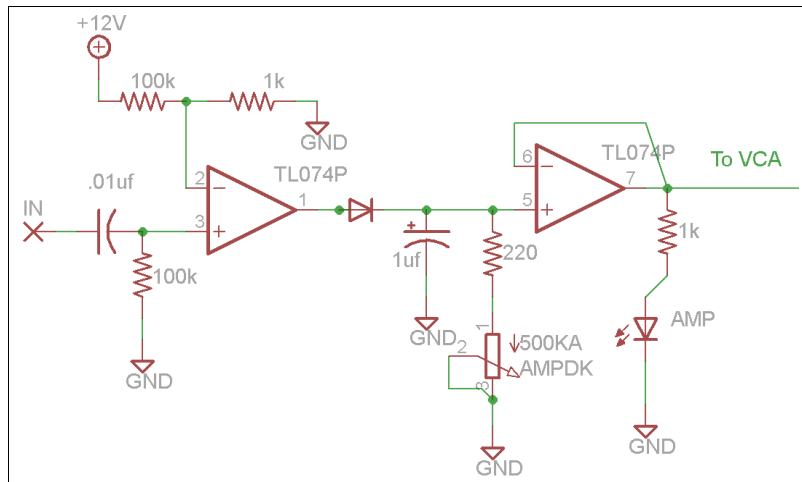 +12V
100k
1k
GND
TL074P
2
1
3
.01uf
IN
100k
GND
1uf
GND
220
1
2
3
500KA
AMPDK
GND
6
TL074P
7
5
To VCA
1k
AMP
GND